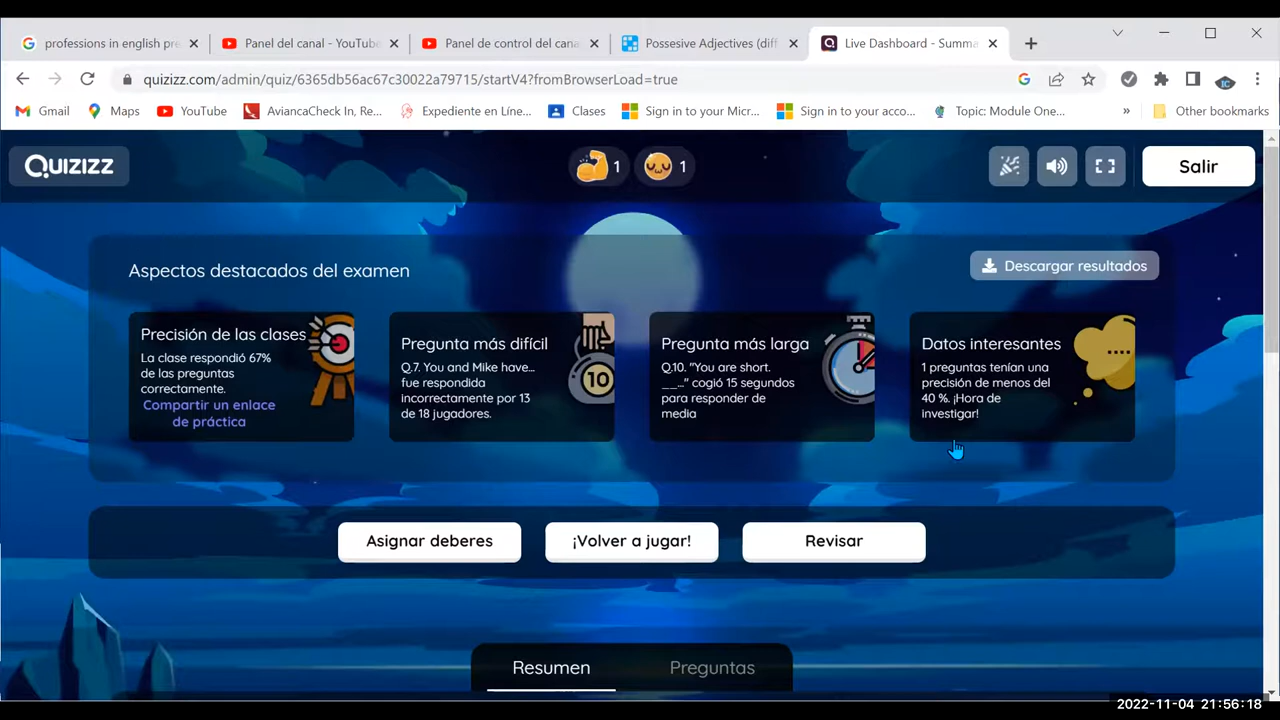 professions in english pre
Panel del canal - YouTube
Panel de control del cana
Possesive Adjectives (diff
Live Dashboard - Summa
quizizz.com/admin/quiz/6365db56ac67c30022a79715/startV4?fromBrowserLoad=true
Gmail
Maps
YouTube
AviancaCheck In, Re...
Expediente en Líne...
Clases
Sign in to your Mic...
Sign in to your acco...
Topic: Module One...
»
Other bookmarks
Quizizz
1
1
Salir
Aspectos destacados del examen
Descargar resultados
Precisión de las clases
La clase respondió 67%
de las preguntas
correctamente.
Compartir un enlace
de práctica
Pregunta más difícil
Q.7. You and Mike have…
fue respondida
incorrectamente por 13
de 18 jugadores.
10
Pregunta más larga
Q.10. "You are short.
__…" cogió 15 segundos
para responder de
media
Datos interesantes
1 preguntas tenían una
precisión de menos del
40 %. ¡Hora de
investigar!
Asignar deberes
¡Volver a jugar!
Revisar
Resumen
Preguntas
2022-11-04 21:56:18